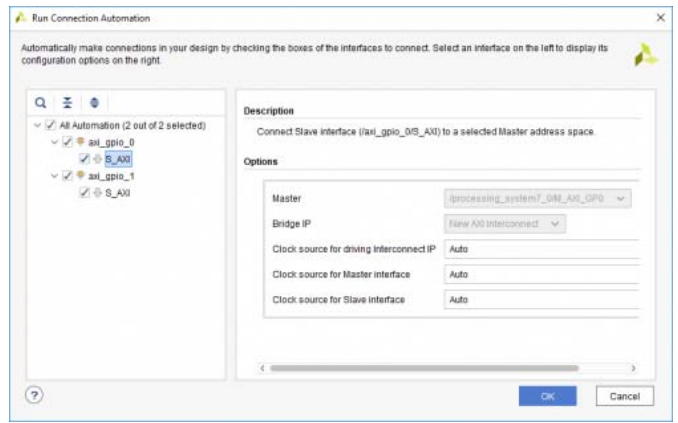 Run Connection Automation
Automatically make connections in your design by checking the boxes of the interfaces to connect. Select an interface on the left to display its
configuration options on the right.
All Automation (2 out of 2 selected)
axi_gpio_0
S_AXI
axi_gpio_1
S_AXI
Description
Connect Slave interface (/axi_gpio_0/S_AXI) to a selected Master address space.
Options
Master /processing_system7_0/M_AXI_GP0
Bridge IP New AXI Interconnect
Clock source for driving Interconnect IP Auto
Clock source for Master interface Auto
Clock source for Slave interface Auto
?
OK Cancel